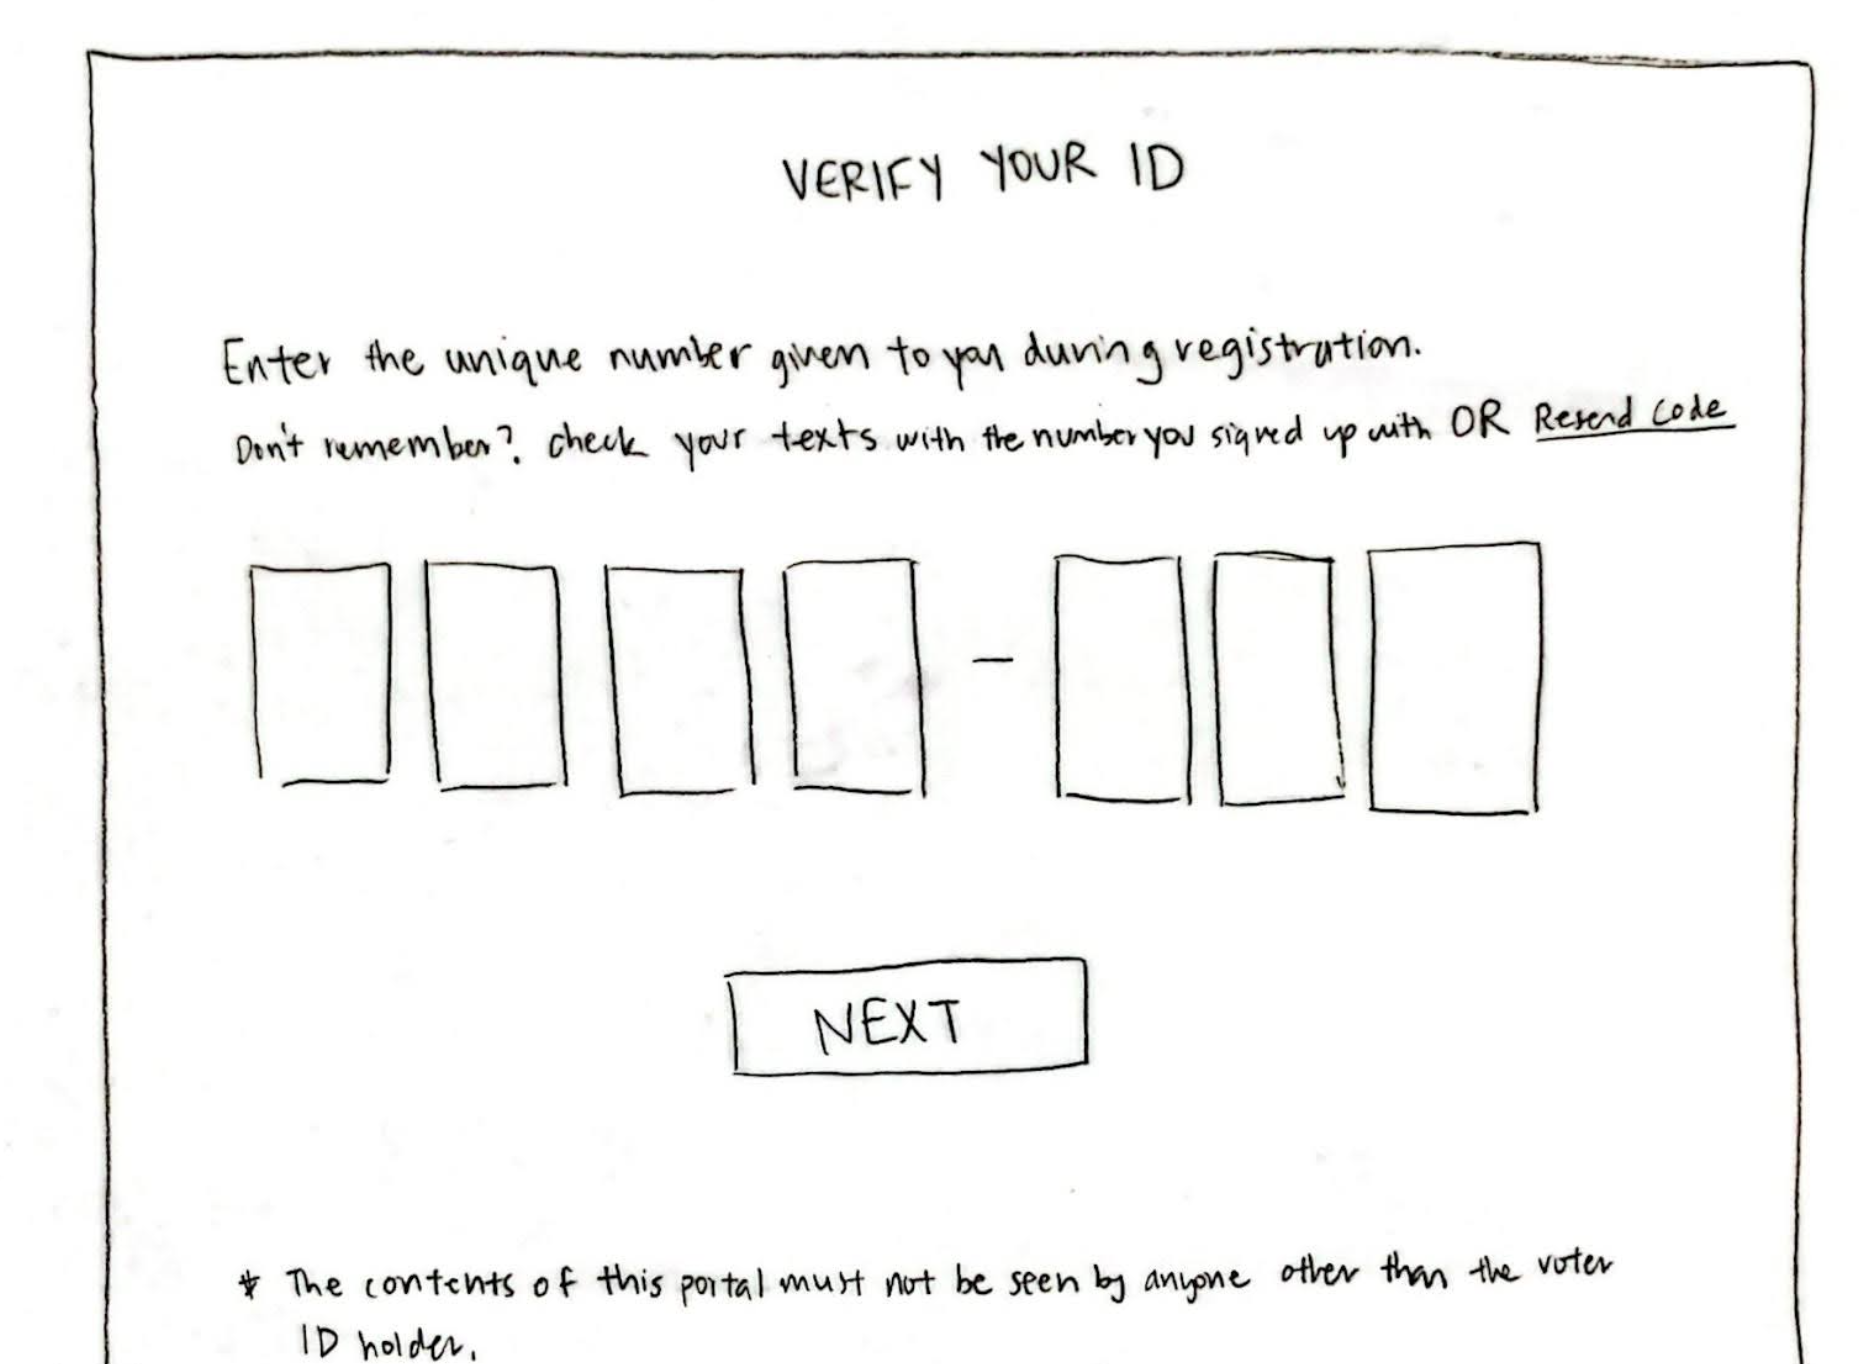 VERIFY YOUR ID
Enter the unique number given to you during registration.
Don't remember? check your texts with the number you signed up with OR Resend Code
-
NEXT
* The contents of this portal must not be seen by anyone other than the voter
ID holder.